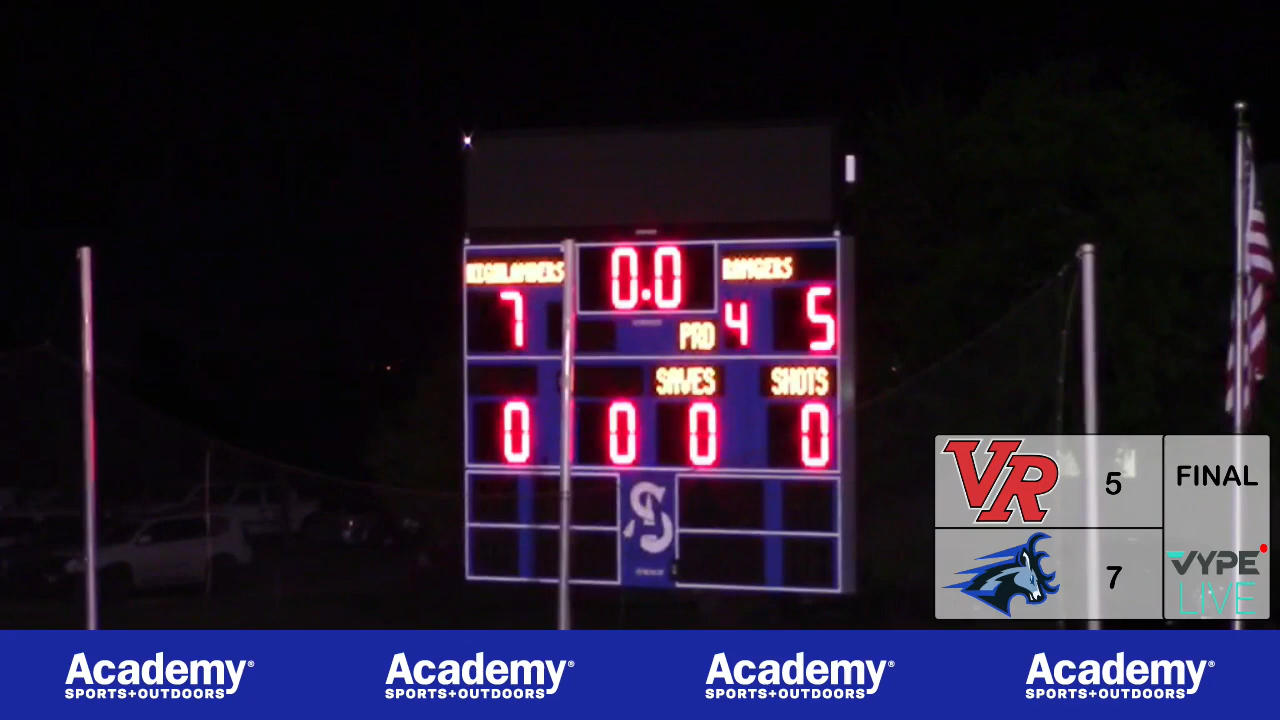 0.0
HIGHLANDERS
RANGERS
7
PRD
4
5
SAVES
SHOTS
0
0
0
0
VR
5
FINAL
7
VYPE
LIVE
Academy®
SPORTS+OUTDOORS
Academy®
SPORTS+OUTDOORS
Academy®
SPORTS+OUTDOORS
Academy®
SPORTS+OUTDOORS